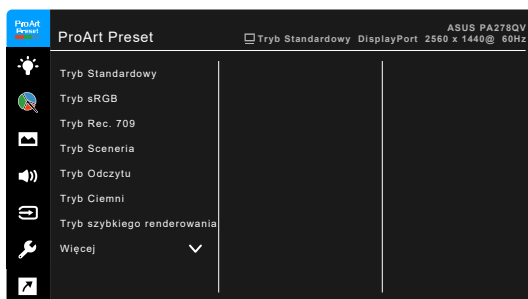 ProArt
Preset
ProArt Preset
ASUS PA278QV
Tryb Standardowy DisplayPort 2560 x 1440@ 60Hz
Tryb Standardowy
Tryb sRGB
Tryb Rec. 709
Tryb Sceneria
Tryb Odczytu
Tryb Ciemni
Tryb szybkiego renderowania
Więcej